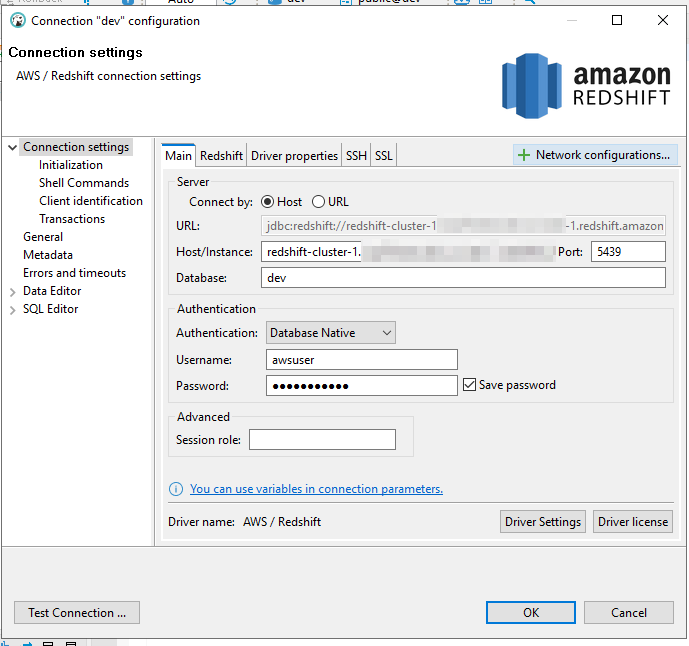 Auto
Connection "dev" configuration
Connection settings
AWS / Redshift connection settings
amazon
REDSHIFT
Connection settings
Initialization
Shell Commands
Client identification
Transactions
General
Metadata
Errors and timeouts
Data Editor
SQL Editor
Main Redshift Driver properties SSH SSL
Network configurations...
Server
Connect by: Host URL
URL: jdbc:redshift://redshift-cluster-1 -1.redshift.amazon
Host/Instance: redshift-cluster-1. Port: 5439
Database: dev
Authentication
Authentication: Database Native
Username: awsuser
Password: ●●●●●●●●●●● Save password
Advanced
Session role:
You can use variables in connection parameters.
Driver name: AWS / Redshift Driver Settings Driver license
Test Connection ... OK Cancel